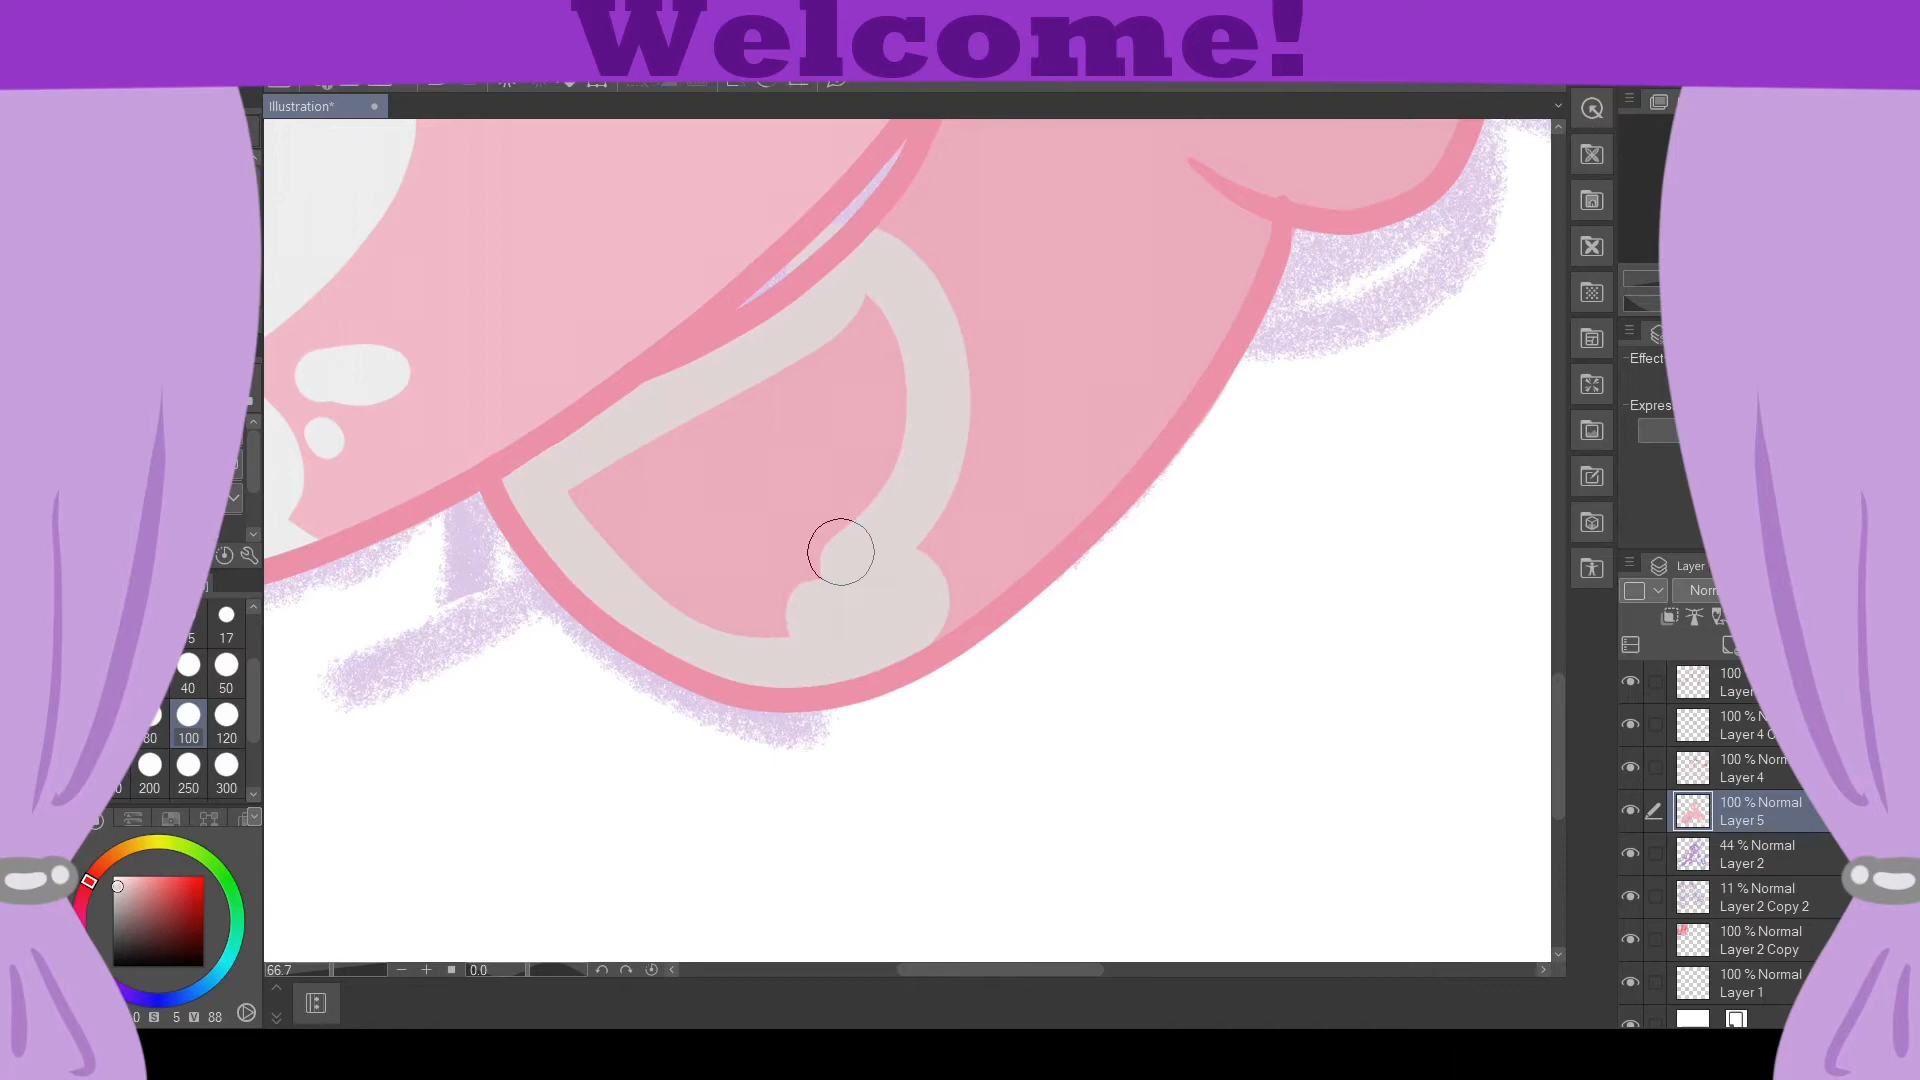 Welcome!
Illustration*
Effect
Expres
5 17
40 50
80 100 120
200 250 300
0 S 5 V 88
66.7
0.0
Layer
Norm
100
Layer
100 % N
Layer 4 C
100 % Norm
Layer 4
100 % Normal
Layer 5
44 % Normal
Layer 2
11 % Normal
Layer 2 Copy 2
100 % Normal
Layer 2 Copy
100 % Normal
Layer 1